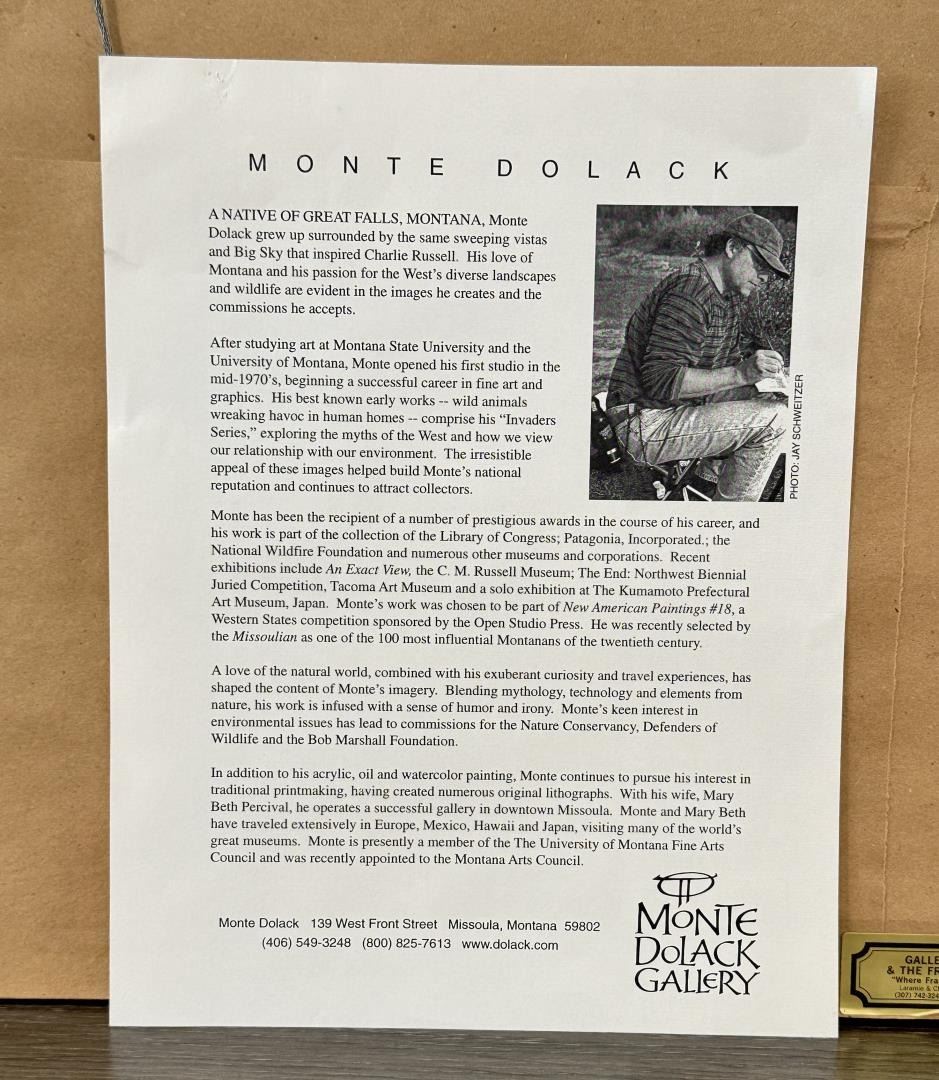 MONTE DOLACK
A NATIVE OF GREAT FALLS, MONTANA, Monte
Dolack grew up surrounded by the same sweeping vistas
and Big Sky that inspired Charlie Russell. His love of
Montana and his passion for the West's diverse landscapes
and wildlife are evident in the images he creates and the
commissions he accepts.
After studying art at Montana State University and the
University of Montana, Monte opened his first studio in the
mid-1970's, beginning a successful career in fine art and
graphics. His best known early works -- wild animals
wreaking havoc in human homes -- comprise his “Invaders
Series,” exploring the myths of the West and how we view
our relationship with our environment. The irresistible
appeal of these images helped build Monte's national
reputation and continues to attract collectors.
PHOTO: JAY SCHWEITZER
Monte has been the recipient of a number of prestigious awards in the course of his career, and
his work is part of the collection of the Library of Congress; Patagonia, Incorporated.; the
National Wildfire Foundation and numerous other museums and corporations. Recent
exhibitions include An Exact View, the C. M. Russell Museum; The End: Northwest Biennial
Juried Competition, Tacoma Art Museum and a solo exhibition at The Kumamoto Prefectural
Art Museum, Japan. Monte's work was chosen to be part of New American Paintings #18, a
Western States competition sponsored by the Open Studio Press. He was recently selected by
the Missoulian as one of the 100 most influential Montanans of the twentieth century.
A love of the natural world, combined with his exuberant curiosity and travel experiences, has
shaped the content of Monte's imagery. Blending mythology, technology and elements from
nature, his work is infused with a sense of humor and irony. Monte's keen interest in
environmental issues has lead to commissions for the Nature Conservancy, Defenders of
Wildlife and the Bob Marshall Foundation.
In addition to his acrylic, oil and watercolor painting, Monte continues to pursue his interest in
traditional printmaking, having created numerous original lithographs. With his wife, Mary
Beth Percival, he operates a successful gallery in downtown Missoula. Monte and Mary Beth
have traveled extensively in Europe, Mexico, Hawaii and Japan, visiting many of the world's
great museums. Monte is presently a member of the The University of Montana Fine Arts
Council and was recently appointed to the Montana Arts Council.
Monte Dolack 139 West Front Street Missoula, Montana 59802
(406) 549-3248 (800) 825-7613 www.dolack.com
MONTE
DOLACK
GALLERY
GALLE
& THE FR
"Where Fra
Laramie & C
(307) 742-324